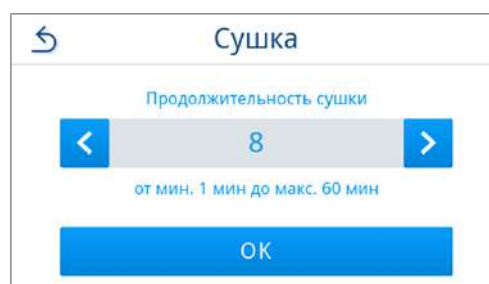 Сушка
Продолжительность сушки
8
от мин. 1 мин до макс. 60 мин
OK